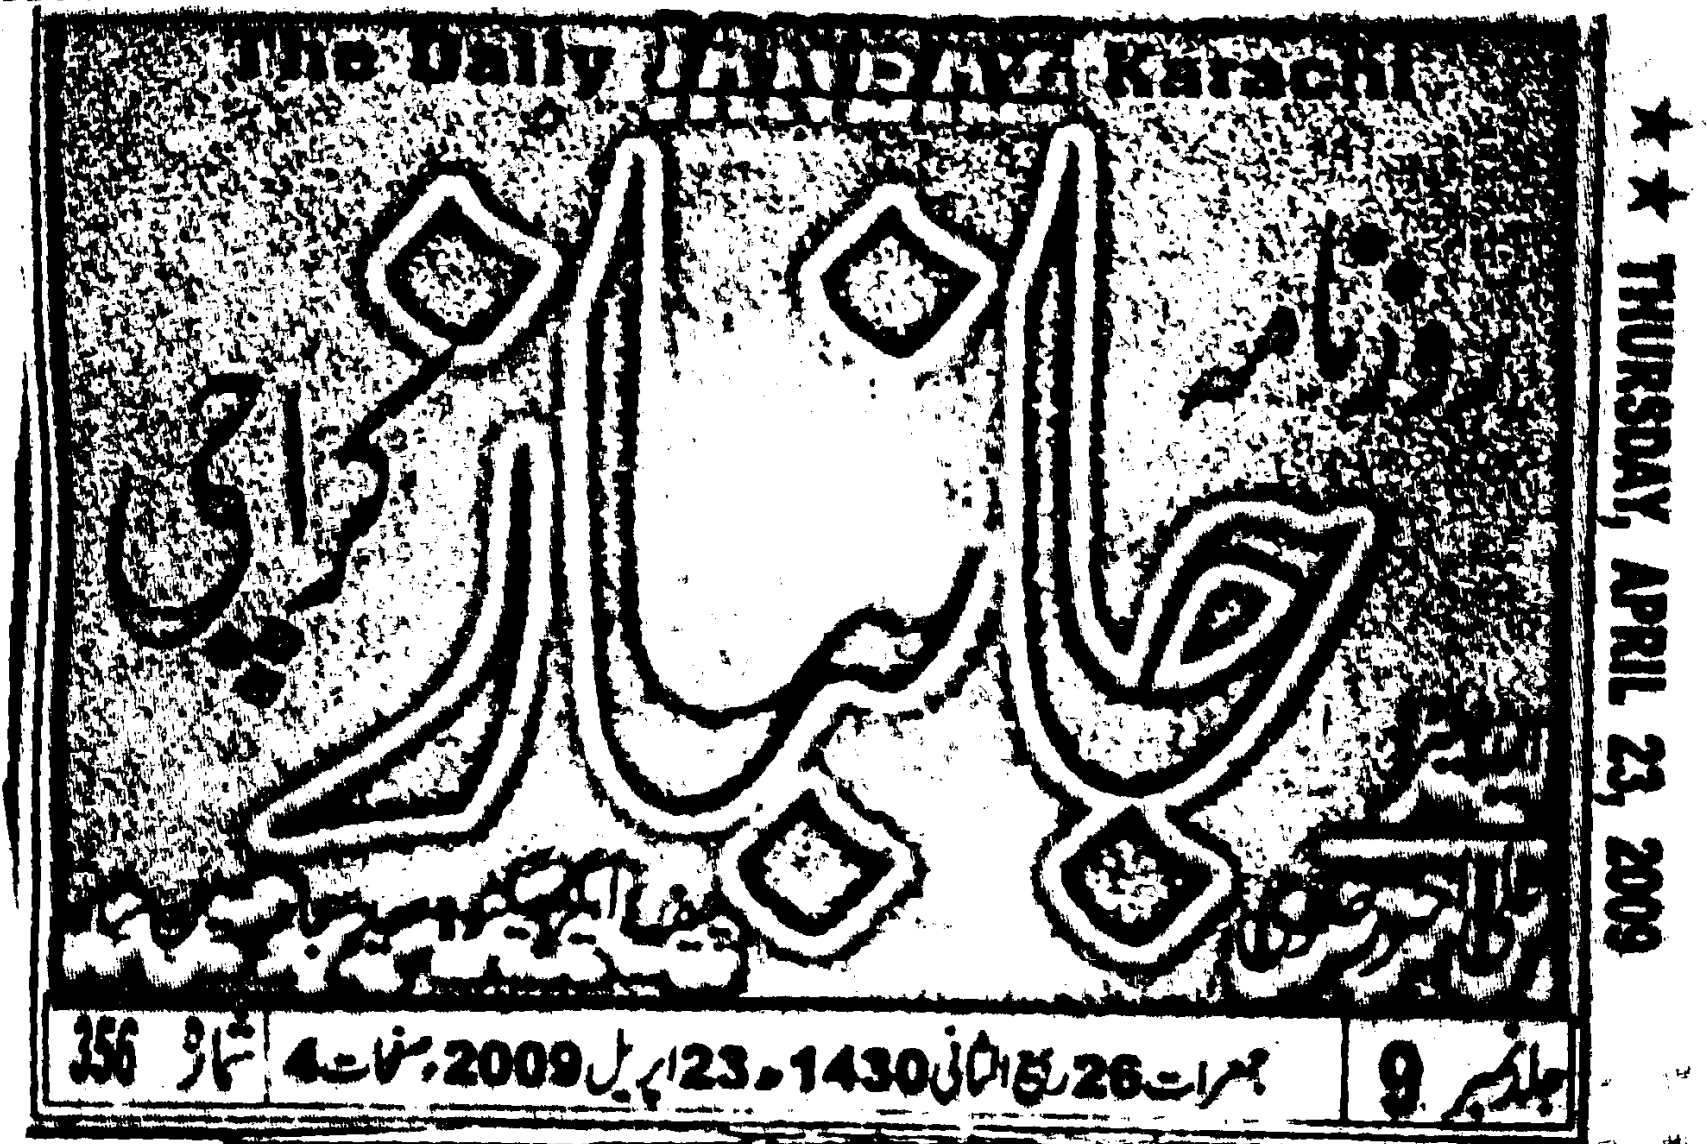 The Daily JANBAZ Karachi
روزنامہ
جانباز
کراچی
جلد نمبر 9
جمعرات 26 ربیع الثانی 1430ھ 23 اپریل 2009ء صفحات 4
شمارہ 356
★★ THURSDAY, APRIL 23, 2009